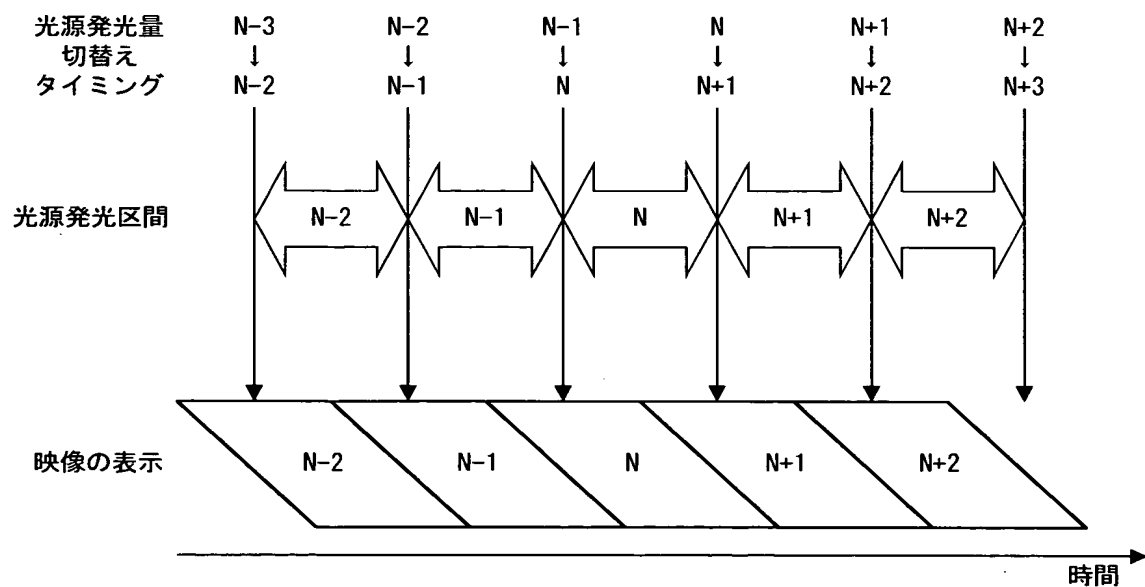 光源発光量 N-3 N-2 N-1 N N+1 N+2
切替え ↓ ↓ ↓ ↓ ↓ ↓
タイミング N-2 N-1 N N+1 N+2 N+3
光源発光区間 N-2 N-1 N N+1 N+2
映像の表示 N-2 N-1 N N+1 N+2
時間